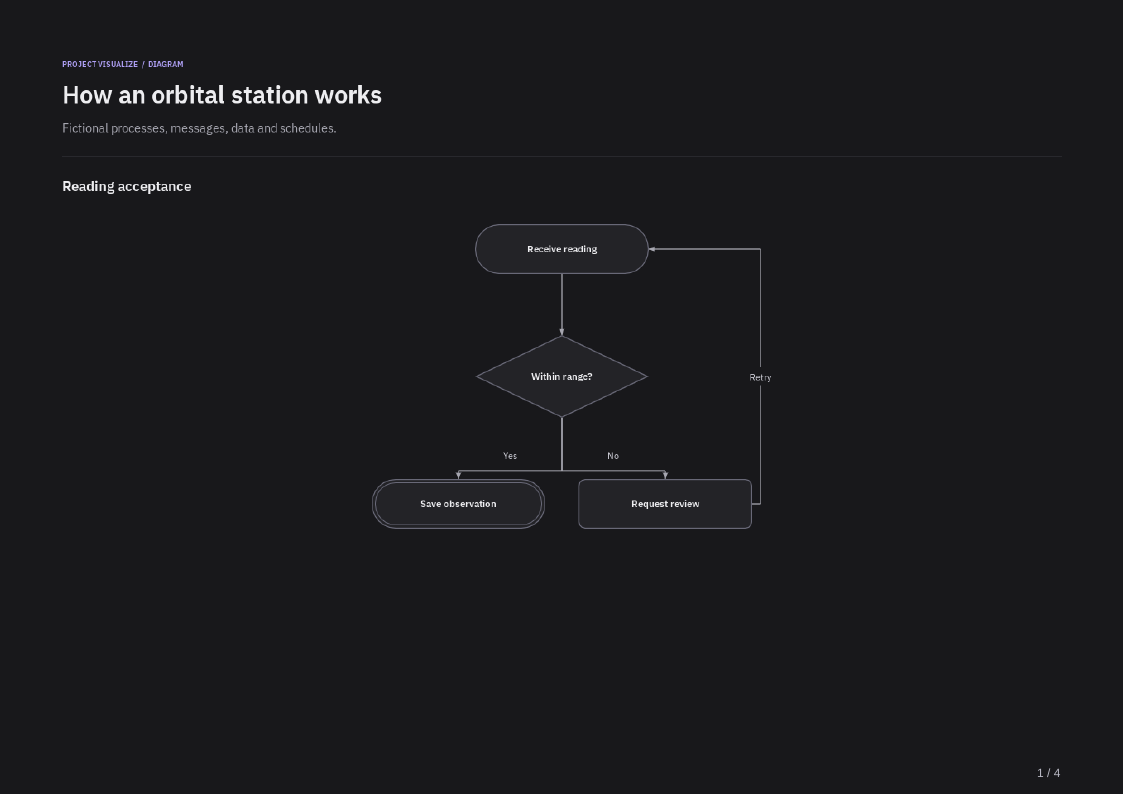 PROJECT VISUALIZE / DIAGRAM
How an orbital station works
Fictional processes, messages, data and schedules.
Reading acceptance
Receive reading
Within range?
Retry
Yes
No
Save observation
Request review
1 / 4